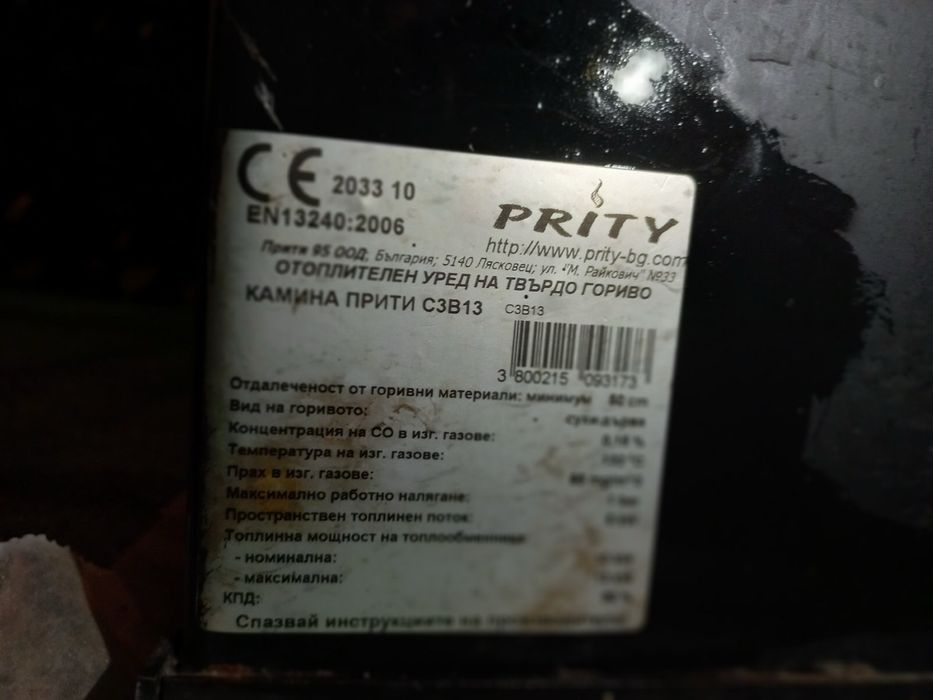 CE 2033 10
EN13240:2006
PRITY
http://www.prity-bg.com
Прити 95 ООД; България; 5140 Лясковец; ул. "М. Райкович" №33
ОТОПЛИТЕЛЕН УРЕД НА ТВЪРДО ГОРИВО
КАМИНА ПРИТИ С3В13 С3В13
3 800215 093173
Отдалеченост от горивни материали: минимум
Вид на горивото:
Концентрация на СО в изг. газове:
Температура на изг. газове:
Прах в изг. газове:
Максимално работно налягане:
Пространствен топлинен поток:
Топлинна мощност на топлообменника
- номинална:
- максимална:
КПД:
Спазвай инструкциите на